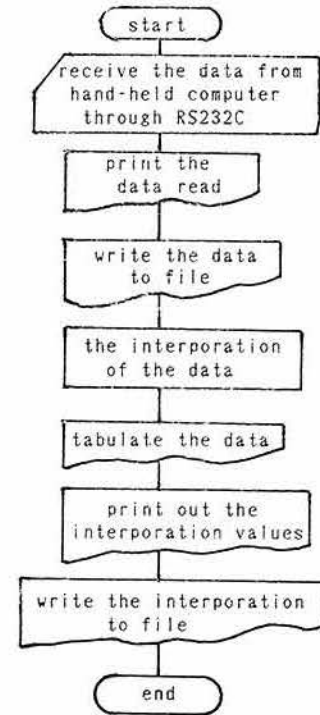 start
receive the data from
hand-held computer
through RS232C
print the
data read
write the data
to file
the interporation
of the data
tabulate the data
print out the
interporation values
write the interporation
to file
end